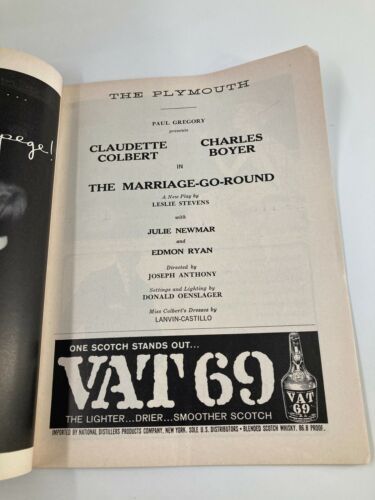 pege!
THE PLYMOUTH
PAUL GREGORY
presents
CLAUDETTE COLBERT
CHARLES BOYER
IN
THE MARRIAGE-GO-ROUND
A New Play by
LESLIE STEVENS
with
JULIE NEWMAR
and
EDMON RYAN
Directed by
JOSEPH ANTHONY
Settings and Lighting by
DONALD OENSLAGER
Miss Colbert's Dresses by
LANVIN-CASTILLO
ONE SCOTCH STANDS OUT...
VAT 69
THE LIGHTER...DRIER...SMOOTHER SCOTCH
VAT
69
IMPORTED BY NATIONAL DISTILLERS PRODUCTS COMPANY, NEW YORK. SOLE U.S. DISTRIBUTORS • BLENDED SCOTCH WHISKY. 86.8 PROOF.